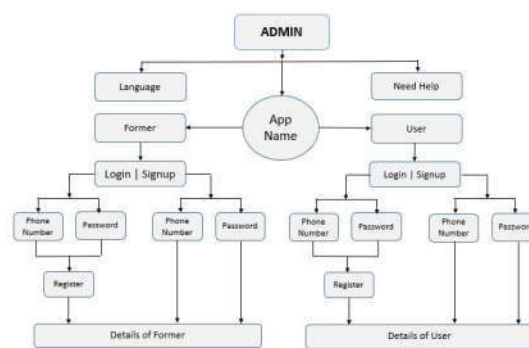 ADMIN
Language
Need Help
App
Name
Former
User
Login | Signup
Login | Signup
Phone
Number
Password
Phone
Number
Password
Phone
Number
Password
Phone
Number
Password
Register
Register
Details of Former
Details of User